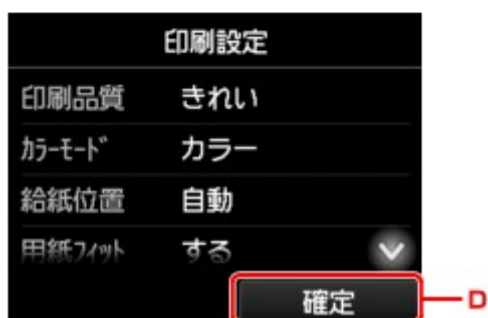 印刷設定
印刷品質 きれい
ｶﾗｰﾓｰﾄﾞ カラー
給紙位置 自動
用紙ﾌｨｯﾄ する
確定
D